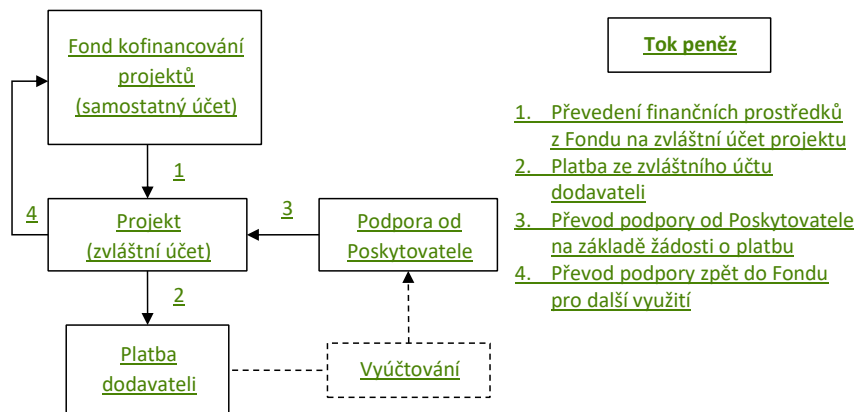 Fond kofinancování
projektů
(samostatný účet)
Tok peněz
1. Převedení finančních prostředků
z Fondu na zvláštní účet projektu
2. Platba ze zvláštního účtu
dodavateli
3. Převod podpory od Poskytovatele
na základě žádosti o platbu
4. Převod podpory zpět do Fondu
pro další využití
1
4
3
Projekt
(zvláštní účet)
Podpora od
Poskytovatele
2
Platba
dodavateli
Vyúčtování